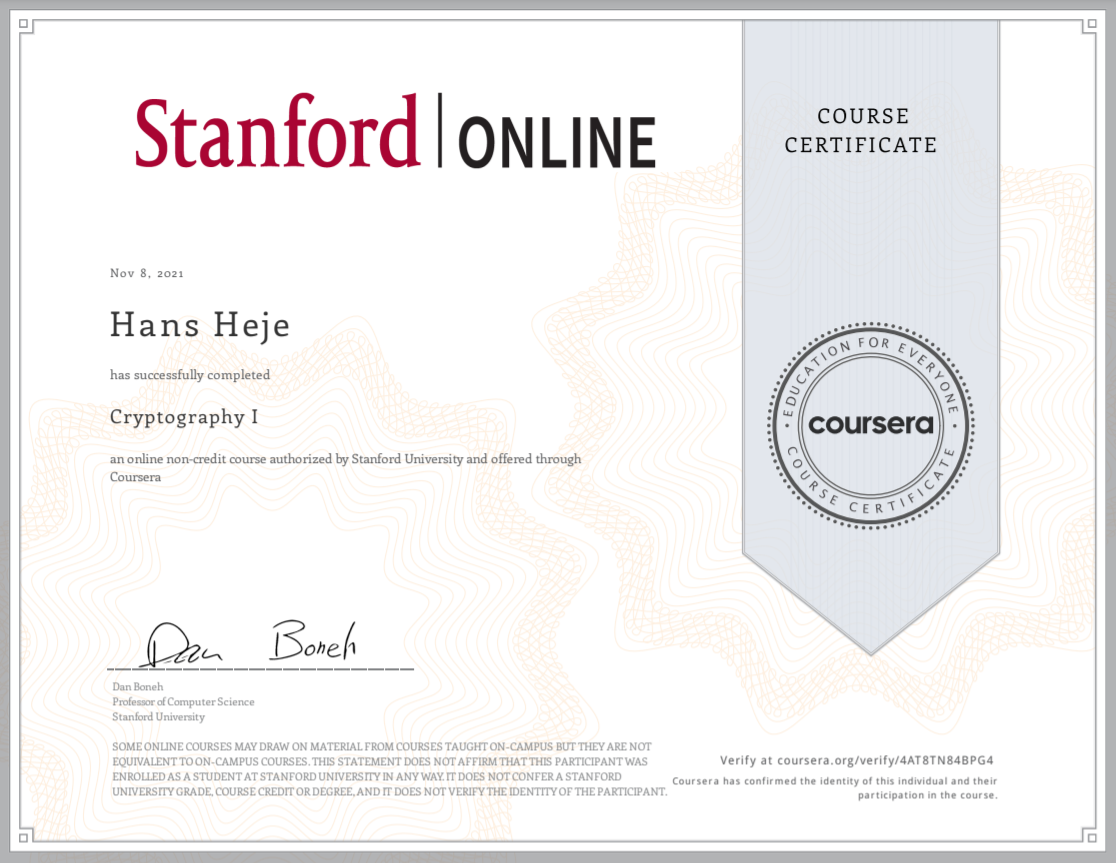 Stanford | ONLINE
COURSE
CERTIFICATE
Nov 8, 2021
Hans Heje
has successfully completed
Cryptography I
an online non-credit course authorized by Stanford University and offered through
Coursera
EDUCATION FOR EVERYONE
coursera
COURSE CERTIFICATE
Dan Boneh
Dan Boneh
Professor of Computer Science
Stanford University
SOME ONLINE COURSES MAY DRAW ON MATERIAL FROM COURSES TAUGHT ON-CAMPUS BUT THEY ARE NOT
EQUIVALENT TO ON-CAMPUS COURSES. THIS STATEMENT DOES NOT AFFIRM THAT THIS PARTICIPANT WAS
ENROLLED AS A STUDENT AT STANFORD UNIVERSITY IN ANY WAY. IT DOES NOT CONFER A STANFORD
UNIVERSITY GRADE, COURSE CREDIT OR DEGREE, AND IT DOES NOT VERIFY THE IDENTITY OF THE PARTICIPANT.
Verify at coursera.org/verify/4AT8TN84BPG4
Coursera has confirmed the identity of this individual and their
participation in the course.